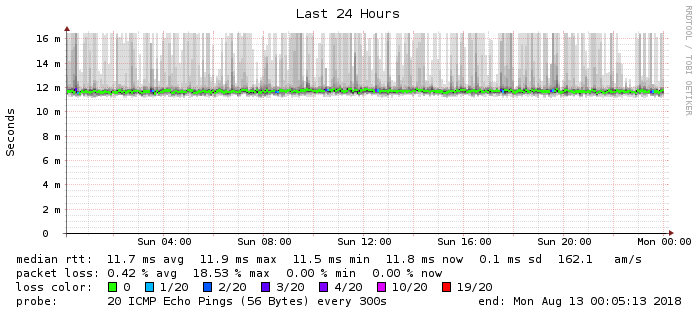 Last 24 Hours
RRDTOOL / TOBI OETIKER
Seconds
16 m
14 m
12 m
10 m
8 m
6 m
4 m
2 m
0
Sun 04:00 Sun 08:00 Sun 12:00 Sun 16:00 Sun 20:00 Mon 00:00
median rtt: 11.7 ms avg 11.9 ms max 11.5 ms min 11.8 ms now 0.1 ms sd 162.1 am/s
packet loss: 0.42 % avg 18.53 % max 0.00 % min 0.00 % now
loss color: 0 1/20 2/20 3/20 4/20 10/20 19/20
probe: 20 ICMP Echo Pings (56 Bytes) every 300s end: Mon Aug 13 00:05:13 2018